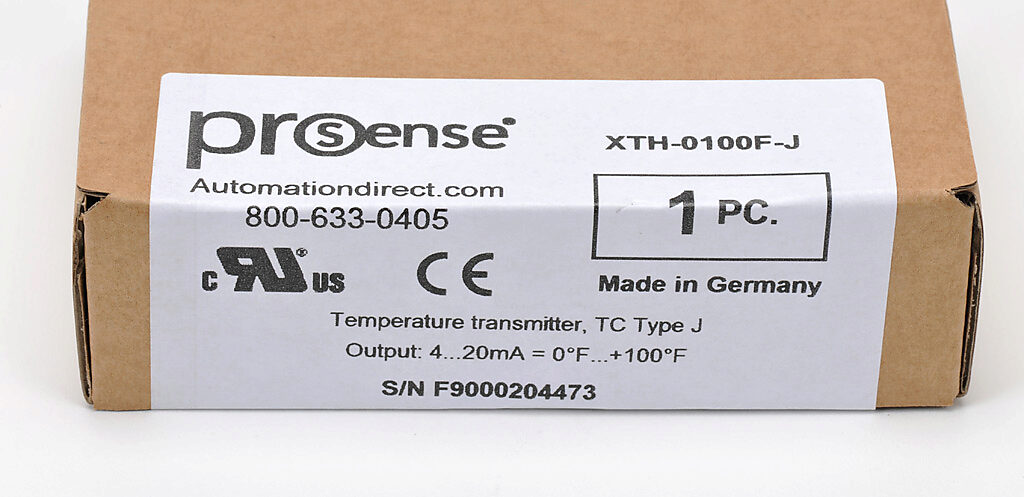 prosense
XTH-0100F-J
Automationdirect.com
800-633-0405
1 PC.
c RU® US CE
Made in Germany
Temperature transmitter, TC Type J
Output: 4...20mA = 0°F...+100°F
S/N F9000204473